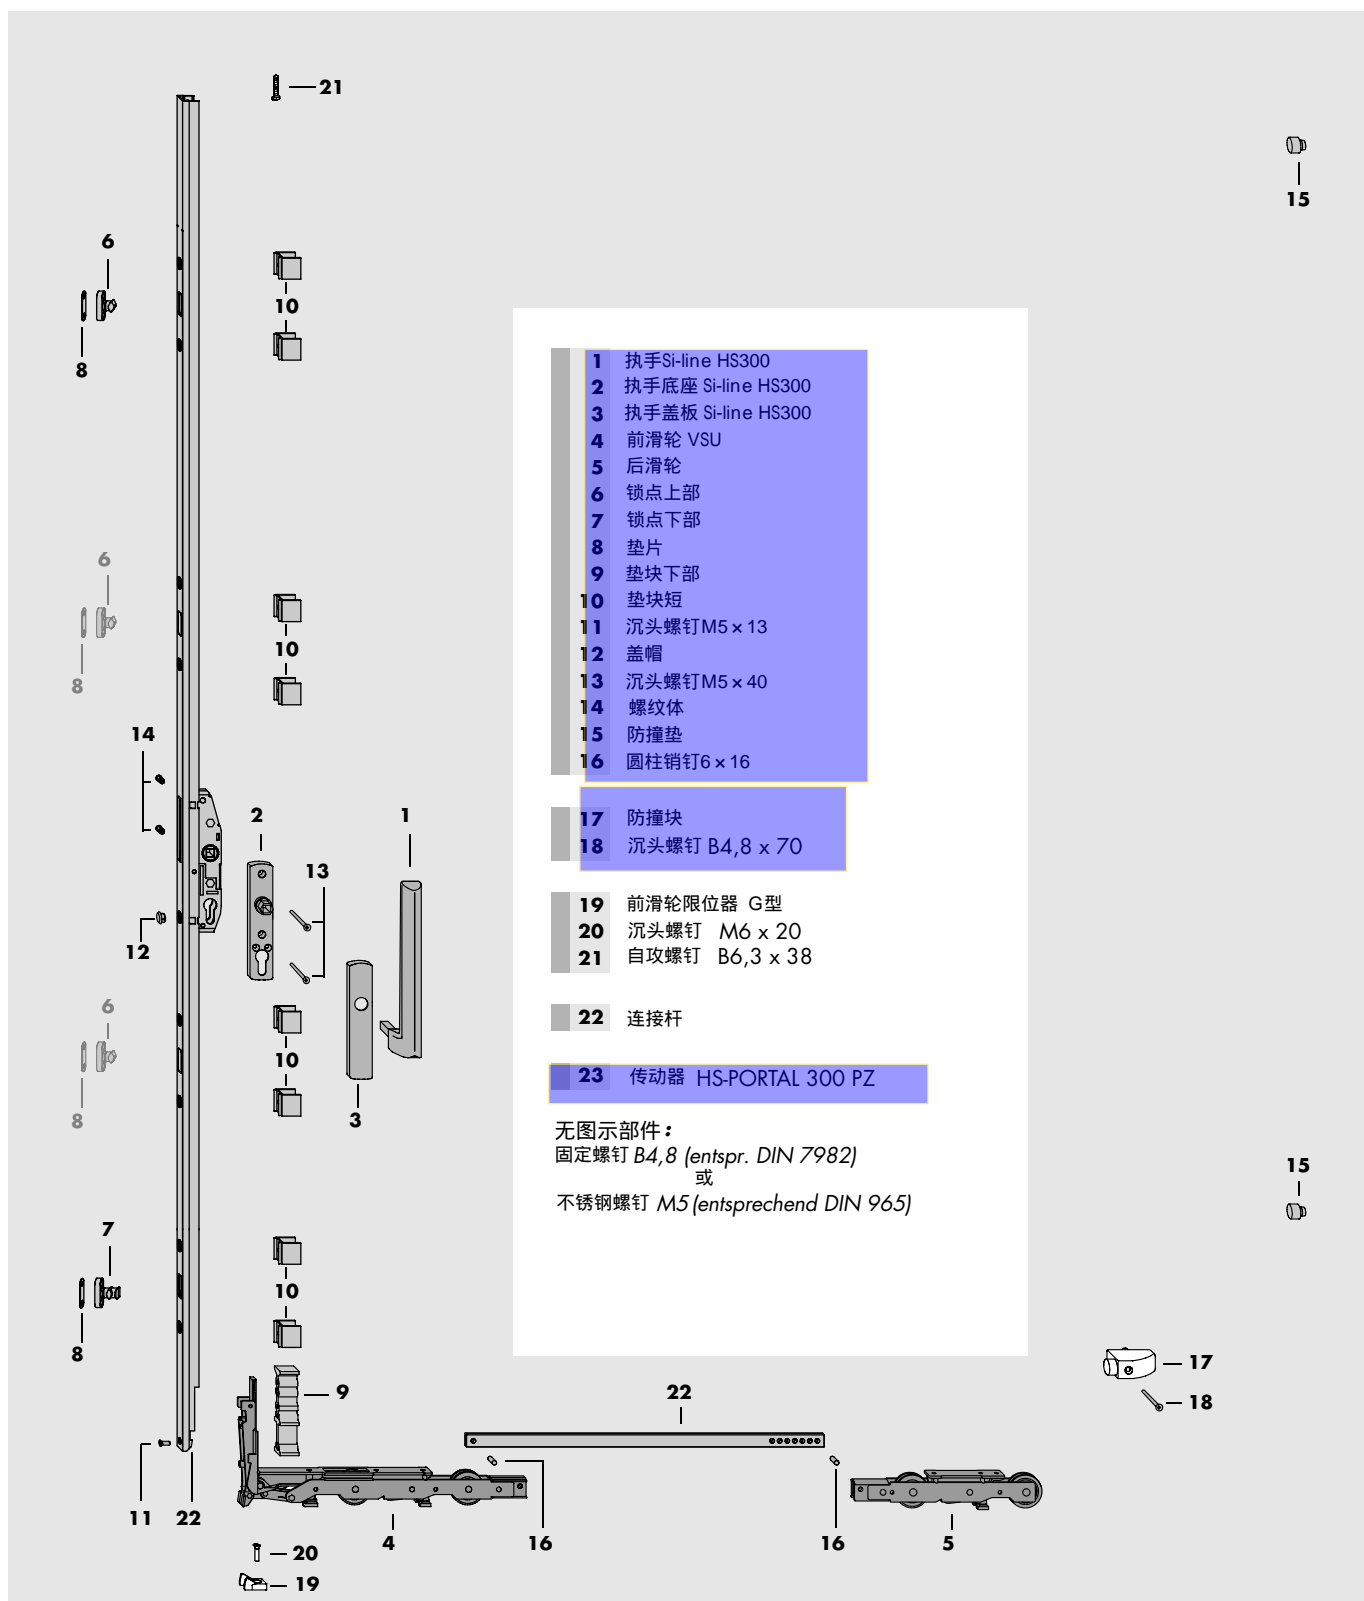 21
15
6
10
8
1 执手Si-line HS300
2 执手底座 Si-line HS300
3 执手盖板 Si-line HS300
4 前滑轮 VSU
5 后滑轮
6 锁点上部
7 锁点下部
8 垫片
9 垫块下部
10 垫块短
11 沉头螺钉M5×13
12 盖帽
13 沉头螺钉M5×40
14 螺纹体
15 防撞垫
16 圆柱销钉6×16
17 防撞块
18 沉头螺钉 B4,8 x 70
19 前滑轮限位器 G型
20 沉头螺钉 M6 x 20
21 自攻螺钉 B6,3 x 38
22 连接杆
23 传动器 HS-PORTAL 300 PZ
无图示部件：
固定螺钉 B4,8 (entspr. DIN 7982)
或
不锈钢螺钉 M5 (entsprechend DIN 965)
6
10
8
14
2
1
13
12
6
10
8
3
15
7
10
8
17
9
22
18
11
22
4
16
16
5
20
19